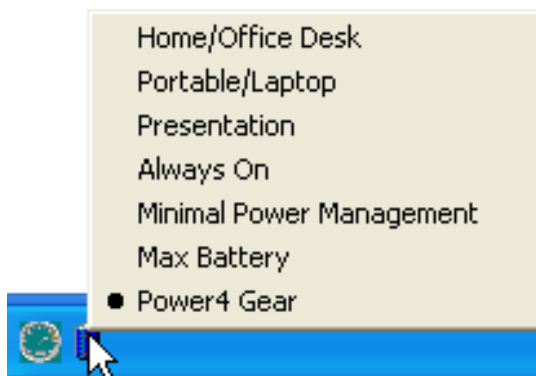 Home/Office Desk
Portable/Laptop
Presentation
Always On
Minimal Power Management
Max Battery
Power4 Gear